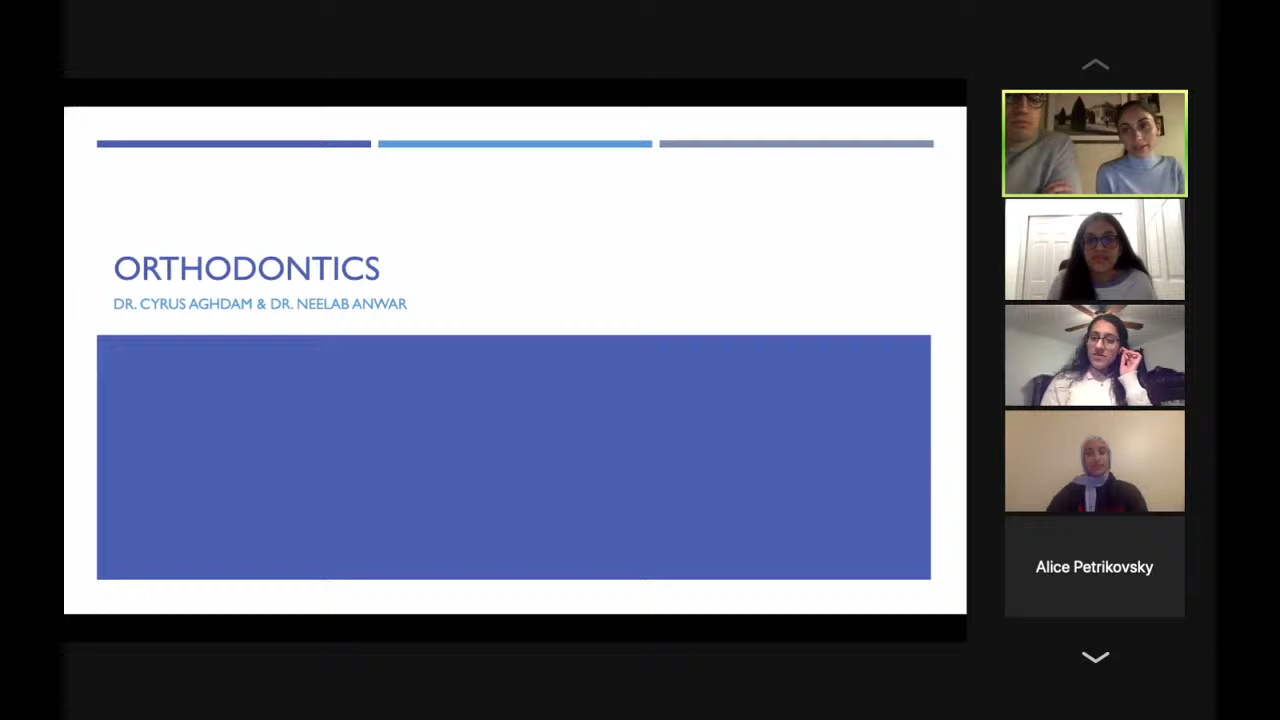 ORTHODONTICS
DR. CYRUS AGHDAM & DR. NEELAB ANWAR
Alice Petrikovsky